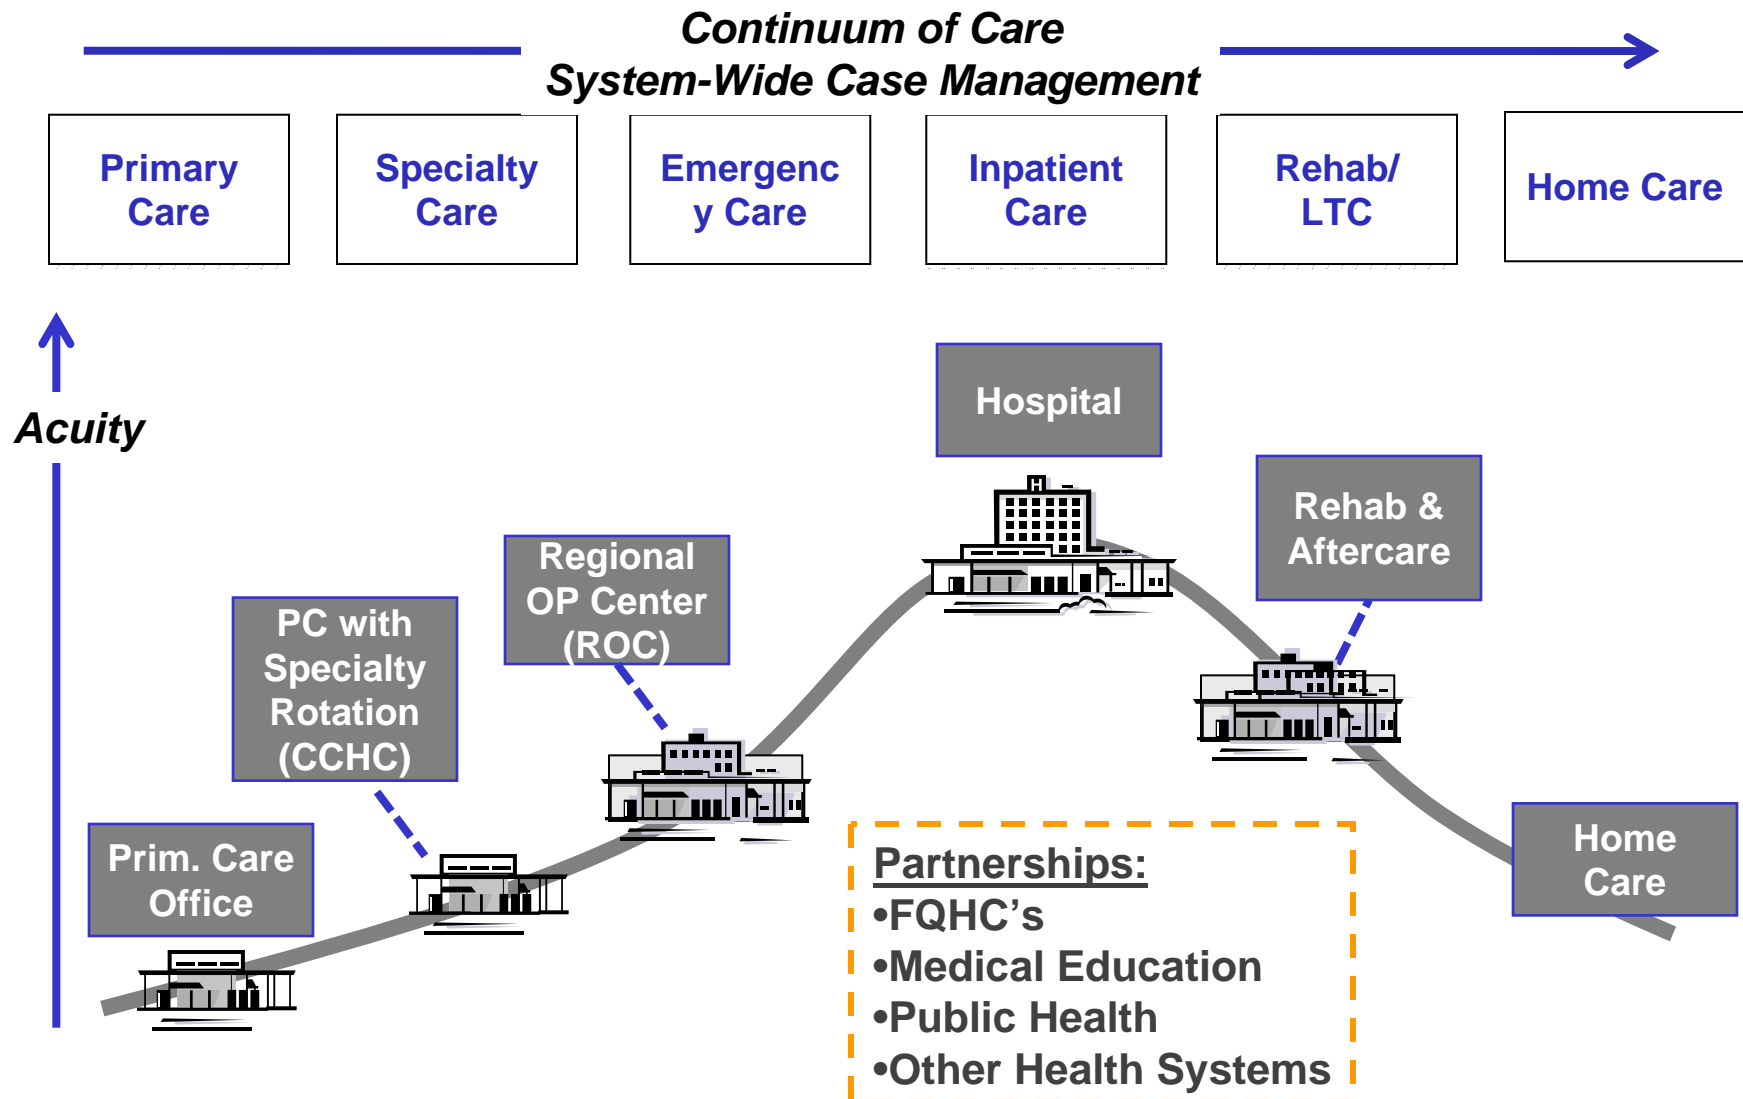 Continuum of Care
System-Wide Case Management
Primary
Care
Specialty
Care
Emergenc
y Care
Inpatient
Care
Rehab/
LTC
Home Care
Acuity
Hospital
Rehab &
Aftercare
Regional
OP Center
(ROC)
PC with
Specialty
Rotation
(CCHC)
Prim. Care
Office
Home
Care
Partnerships:
•FQHC's
•Medical Education
•Public Health
•Other Health Systems